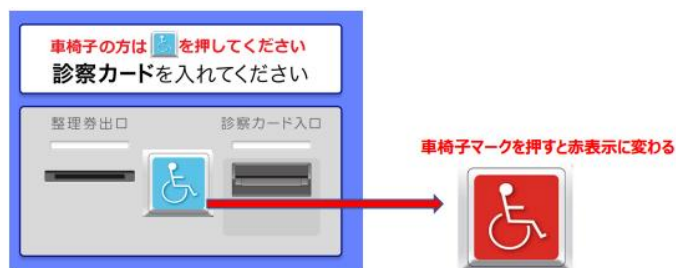 車椅子の方は を押してください
診察カードを入れてください
整理券出口
診察カード入口
車椅子マークを押すと赤表示に変わる